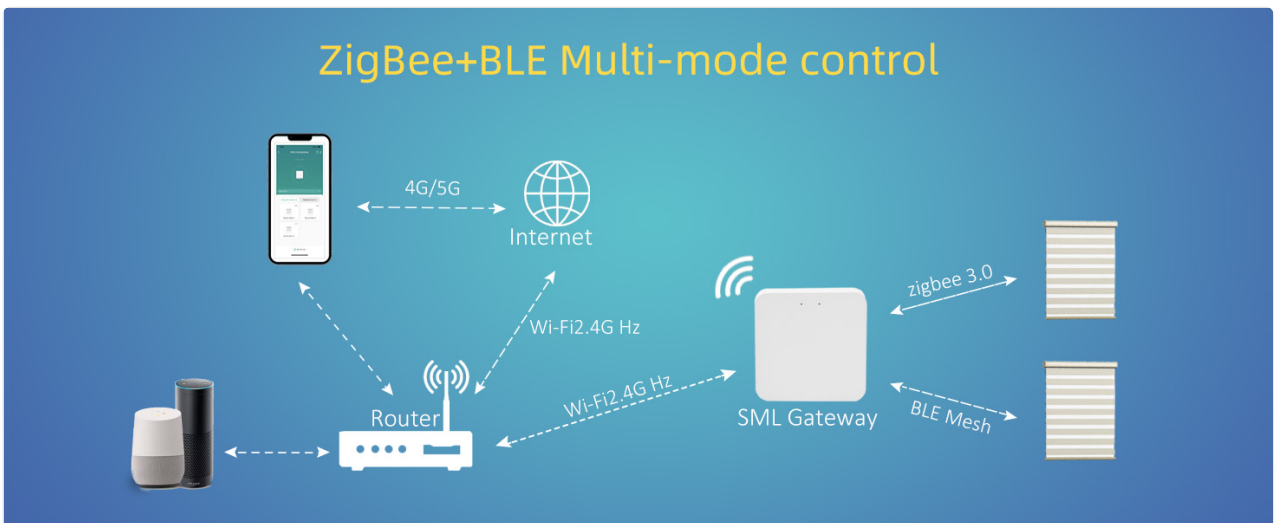 ZigBee+BLE Multi-mode control
4G/5G
Internet
Wi-Fi2.4G Hz
zigbee 3.0
Router
Wi-Fi2.4G Hz
SML Gateway
BLE Mesh